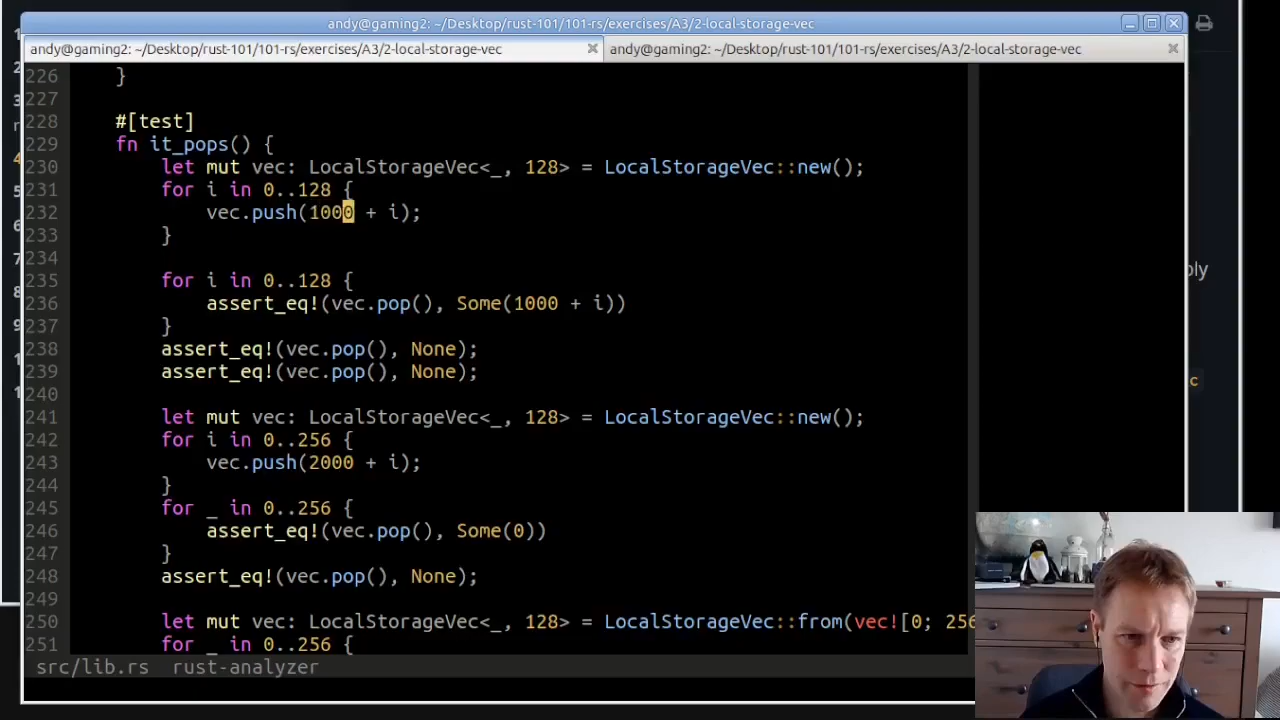 andy@gaming2: ~/Desktop/rust-101/101-rs/exercises/A3/2-local-storage-vec
andy@gaming2: ~/Desktop/rust-101/101-rs/exercises/A3/2-local-storage-vec
andy@gaming2: ~/Desktop/rust-101/101-rs/exercises/A3/2-local-storage-vec
226 }
227
228 #[test]
229 fn it_pops() {
230 let mut vec: LocalStorageVec<_, 128> = LocalStorageVec::new();
231 for i in 0..128 {
232 vec.push(1000 + i);
233 }
234
235 for i in 0..128 {
236 assert_eq!(vec.pop(), Some(1000 + i))
237 }
238 assert_eq!(vec.pop(), None);
239 assert_eq!(vec.pop(), None);
240
241 let mut vec: LocalStorageVec<_, 128> = LocalStorageVec::new();
242 for i in 0..256 {
243 vec.push(2000 + i);
244 }
245 for _ in 0..256 {
246 assert_eq!(vec.pop(), Some(0))
247 }
248 assert_eq!(vec.pop(), None);
249
250 let mut vec: LocalStorageVec<_, 128> = LocalStorageVec::from(vec![0; 256
251 for _ in 0..256 {
src/lib.rs rust-analyzer